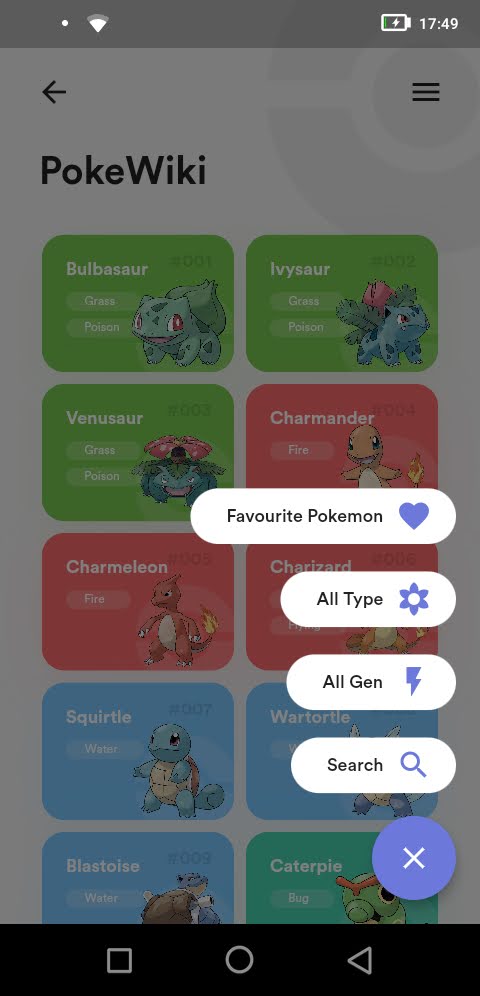 17:49
PokeWiki
Bulbasaur #001
Grass
Poison
Ivysaur #002
Grass
Poison
Venusaur #003
Grass
Poison
Charmander #004
Fire
Favourite Pokemon
Charmeleon #005
Fire
Charizard #006
Flying
All Type
All Gen
Squirtle #007
Water
Wartortle
Search
Blastoise #009
Water
Caterpie
Bug